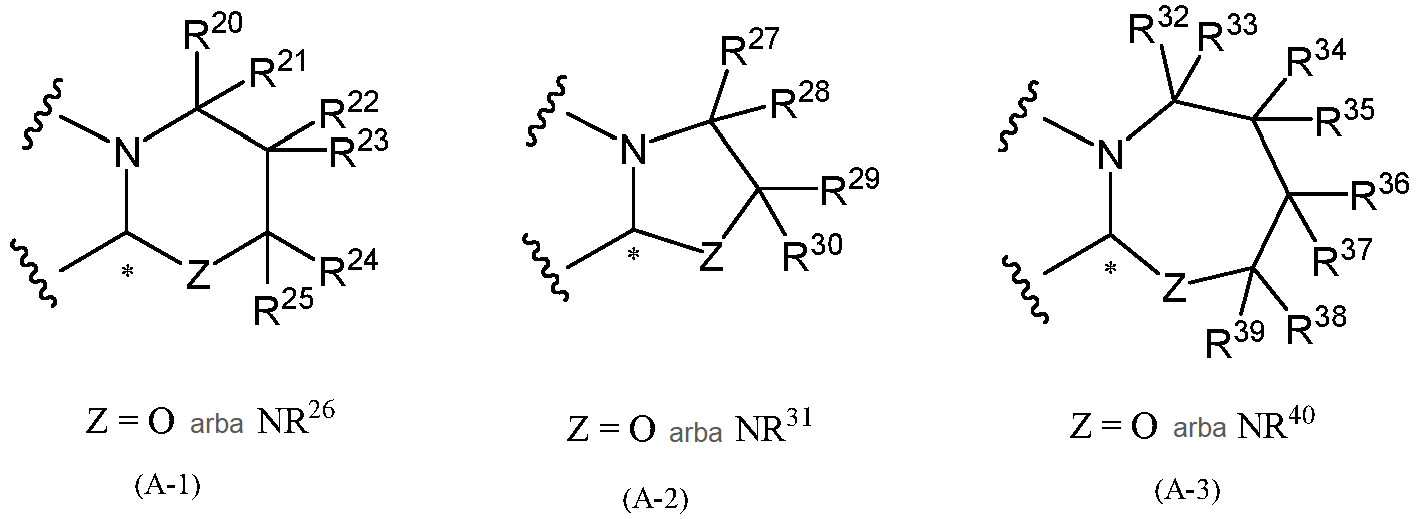 R²⁰ R²¹ R²² R²³ N * Z R²⁴ R²⁵
Z = O arba NR²⁶
(A-1)
R²⁷ R²⁸ N R²⁹ * Z R³⁰
Z = O arba NR³¹
(A-2)
R³² R³³ R³⁴ R³⁵ N R³⁶ R³⁷ * Z R³⁸ R³⁹
Z = O arba NR⁴⁰
(A-3)